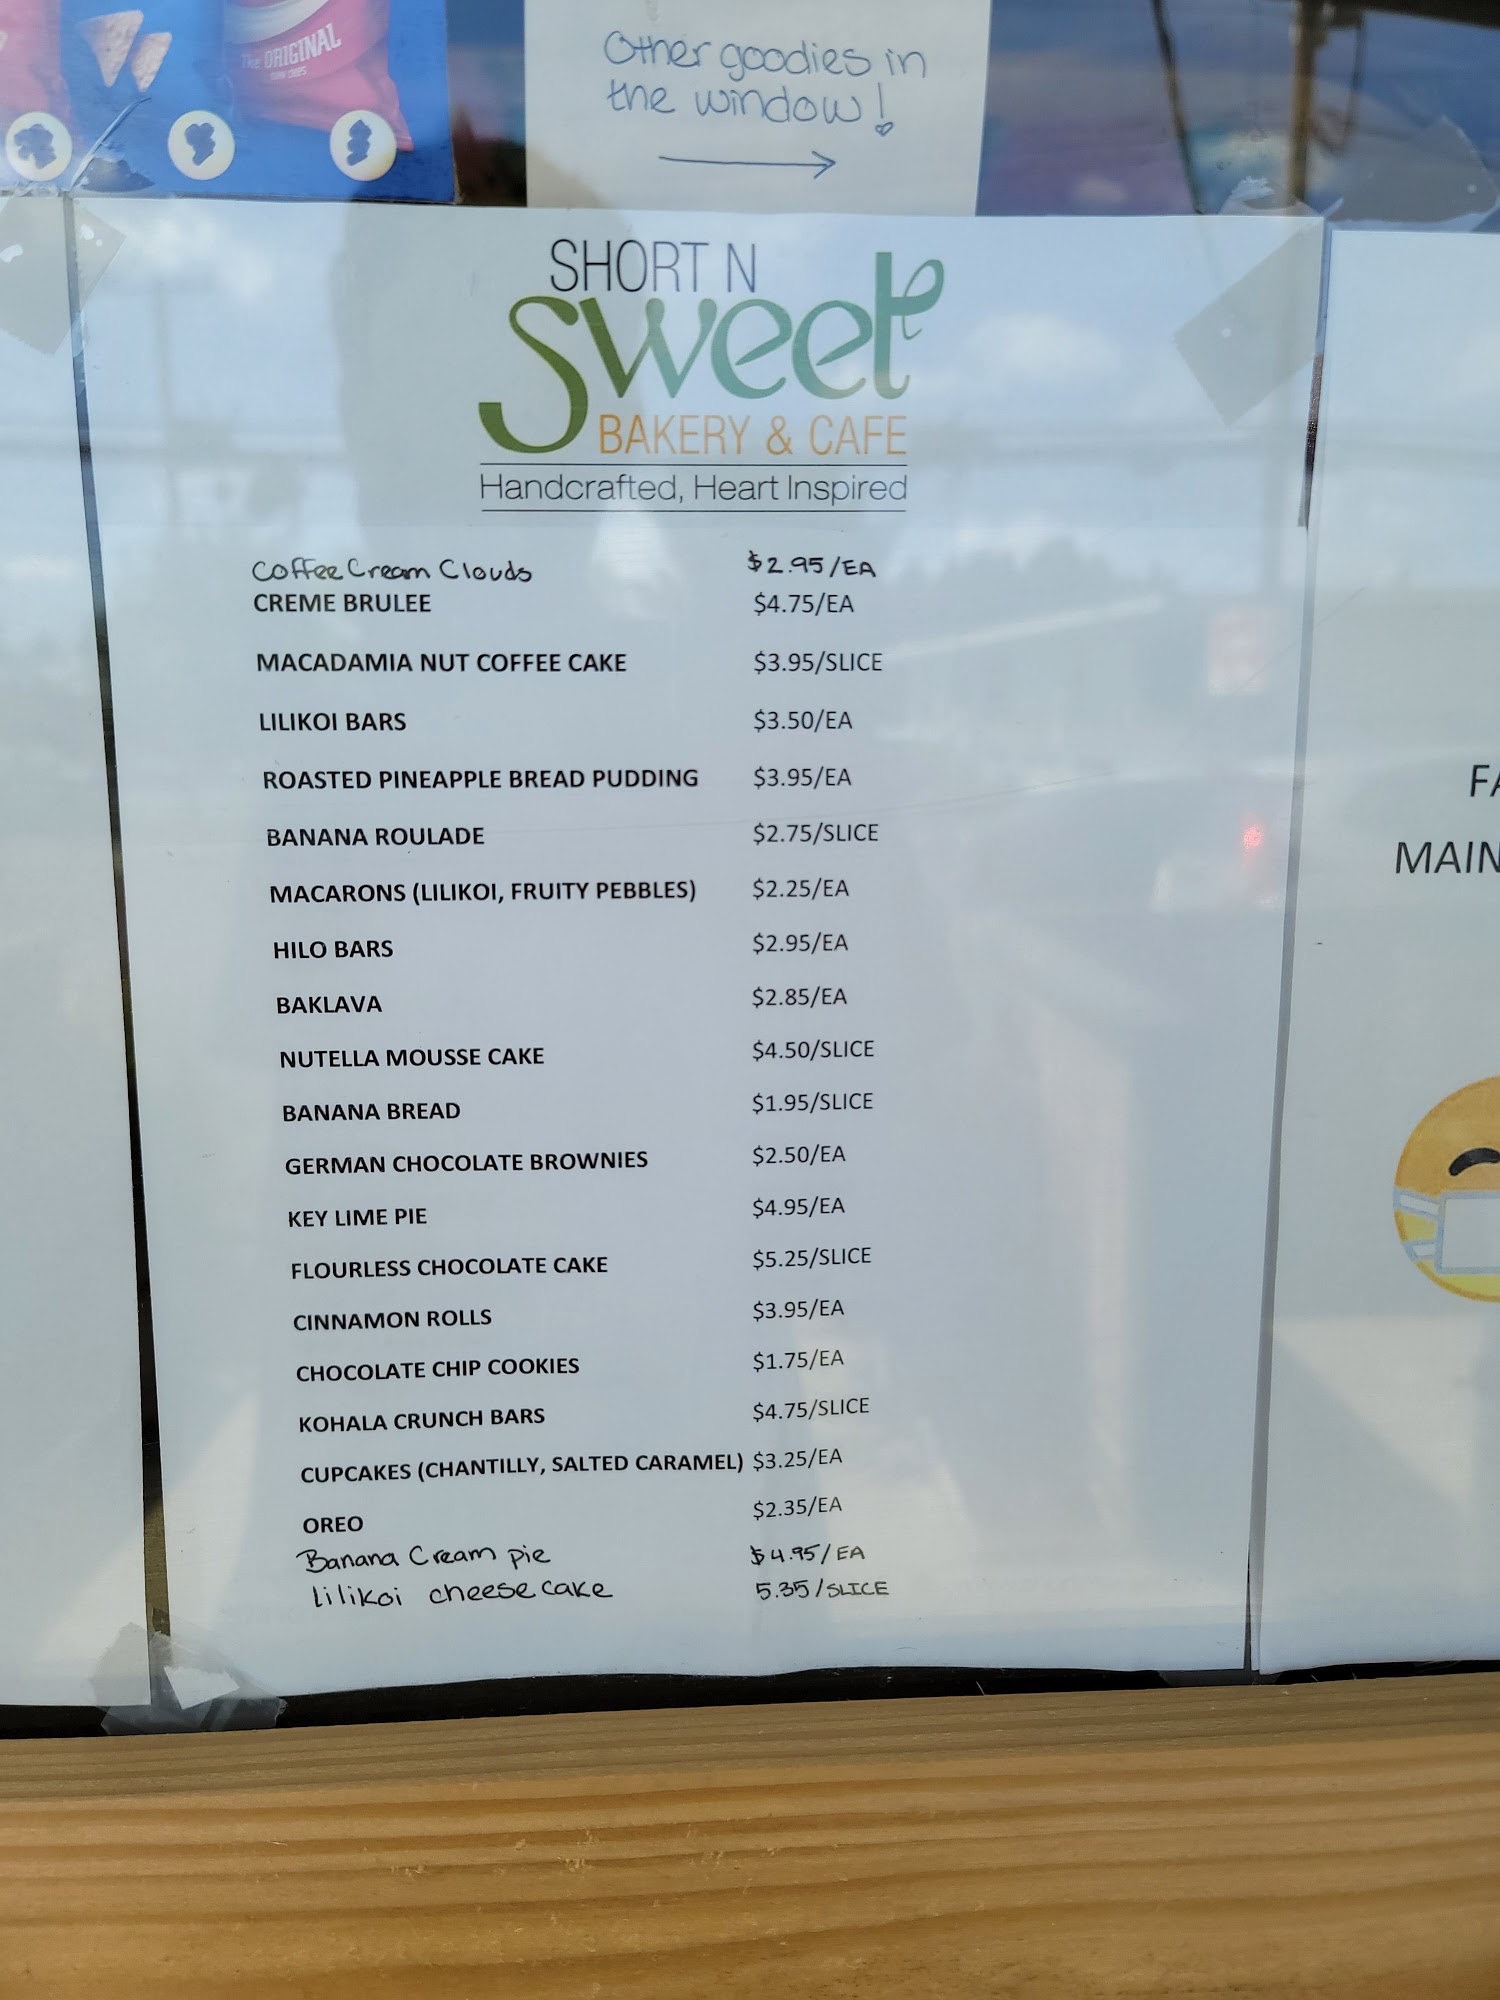 The ORIGINAL
CORN CHIPS
Other goodies in
the window!
SHORT N
sweet
BAKERY & CAFE
Handcrafted, Heart Inspired
Coffee Cream Clouds $2.95/EA
CREME BRULEE $4.75/EA
MACADAMIA NUT COFFEE CAKE $3.95/SLICE
LILIKOI BARS $3.50/EA
ROASTED PINEAPPLE BREAD PUDDING $3.95/EA
BANANA ROULADE $2.75/SLICE
MACARONS (LILIKOI, FRUITY PEBBLES) $2.25/EA
HILO BARS $2.95/EA
BAKLAVA $2.85/EA
NUTELLA MOUSSE CAKE $4.50/SLICE
BANANA BREAD $1.95/SLICE
GERMAN CHOCOLATE BROWNIES $2.50/EA
KEY LIME PIE $4.95/EA
FLOURLESS CHOCOLATE CAKE $5.25/SLICE
CINNAMON ROLLS $3.95/EA
CHOCOLATE CHIP COOKIES $1.75/EA
KOHALA CRUNCH BARS $4.75/SLICE
CUPCAKES (CHANTILLY, SALTED CARAMEL) $3.25/EA
OREO $2.35/EA
Banana Cream pie $4.95/EA
lilikoi cheesecake 5.35/SLICE
FA
MAIN